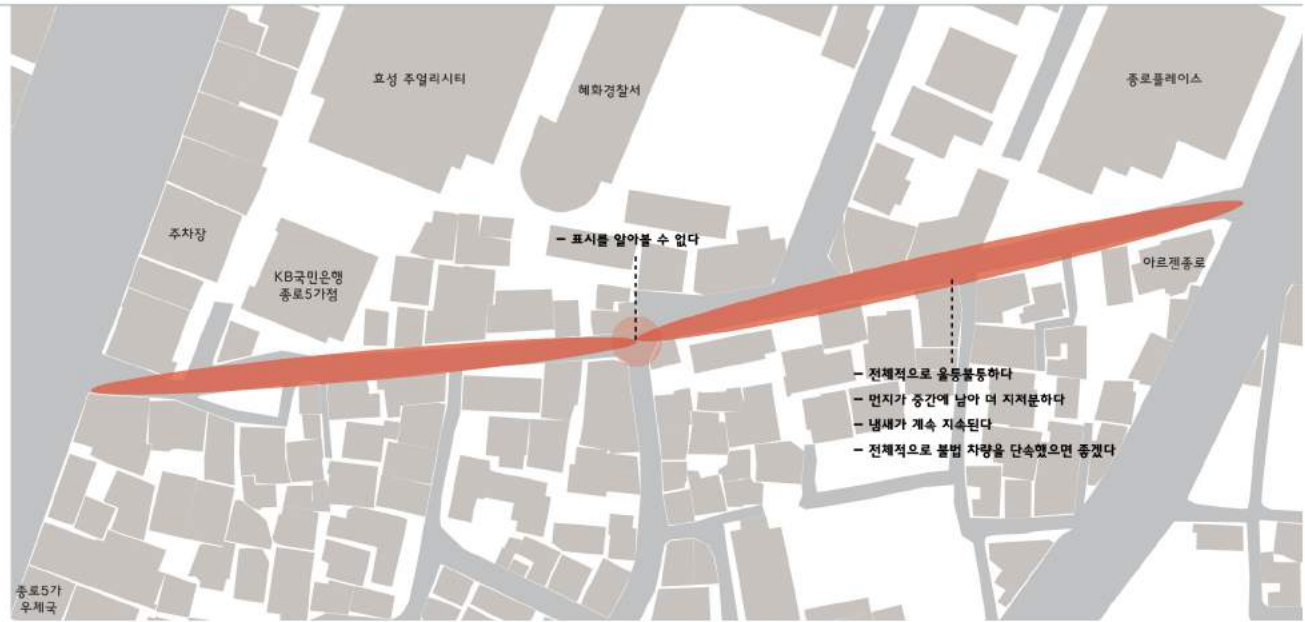 효성 주얼리시티
혜화경찰서
종로플레이스
주차장
KB국민은행
종로5가점
– 표시를 알아볼 수 없다
아르젠종로
– 전체적으로 울퉁불퉁하다
– 먼지가 중간에 남아 더 지저분하다
– 냄새가 계속 지속된다
– 전체적으로 불법 차량을 단속했으면 좋겠다
종로5가
우체국